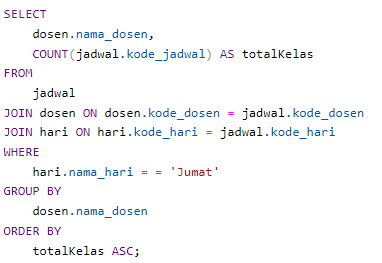 SELECT
dosen.nama_dosen,
COUNT(jadwal.kode_jadwal) AS totalKelas
FROM
jadwal
JOIN dosen ON dosen.kode_dosen = jadwal.kode_dosen
JOIN hari ON hari.kode_hari = jadwal.kode_hari
WHERE
hari.nama_hari = = 'Jumat'
GROUP BY
dosen.nama_dosen
ORDER BY
totalKelas ASC;